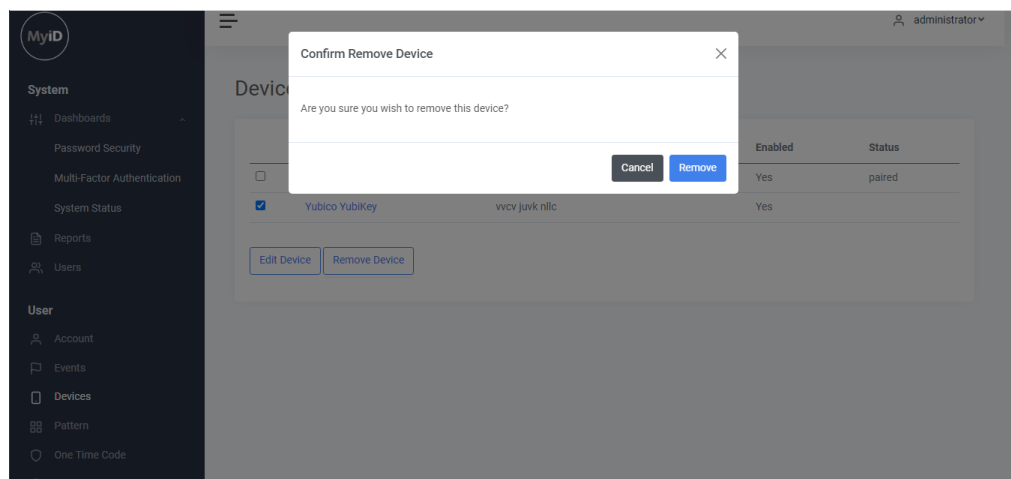 MyiD
administrator
System
Dashboards
Password Security
Multi-Factor Authentication
System Status
Reports
Users
User
Account
Events
Devices
Pattern
One Time Code
Confirm Remove Device
Are you sure you wish to remove this device?
Cancel Remove
Enabled Status
Yes paired
Yubico YubiKey vvcv juvk nllc Yes
Edit Device Remove Device